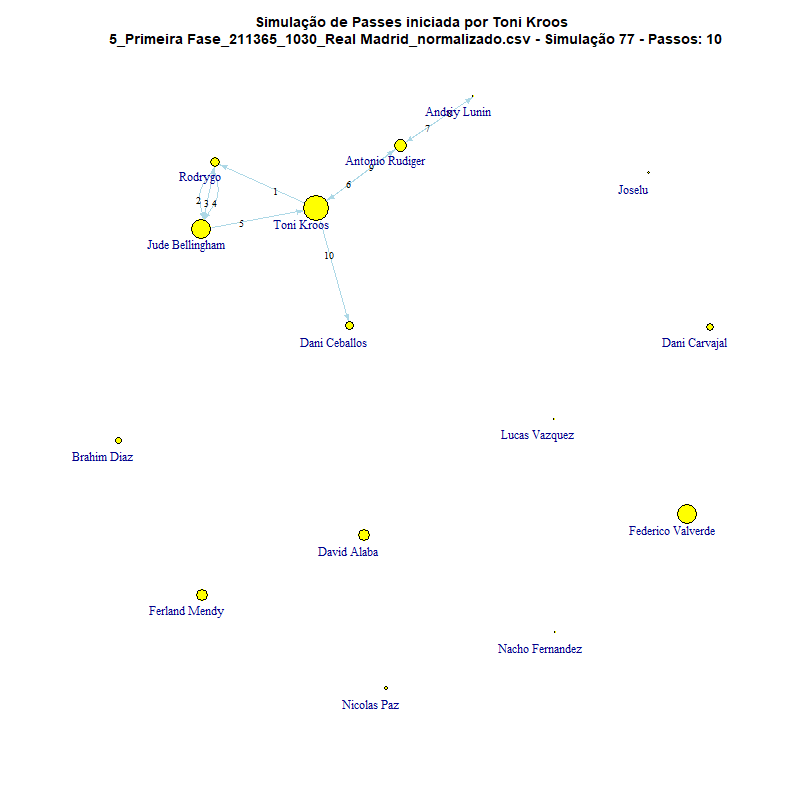 Simulação de Passes iniciada por Toni Kroos
5_Primeira Fase_211365_1030_Real Madrid_normalizado.csv - Simulação 77 - Passos: 10
Andriy Lunin
7
Antonio Rudiger
9
Rodrygo
6
Joselu
1
2
3
4
5
Toni Kroos
Jude Bellingham
10
Dani Ceballos
Dani Carvajal
Lucas Vazquez
Brahim Diaz
Federico Valverde
David Alaba
Ferland Mendy
Nacho Fernandez
Nicolas Paz